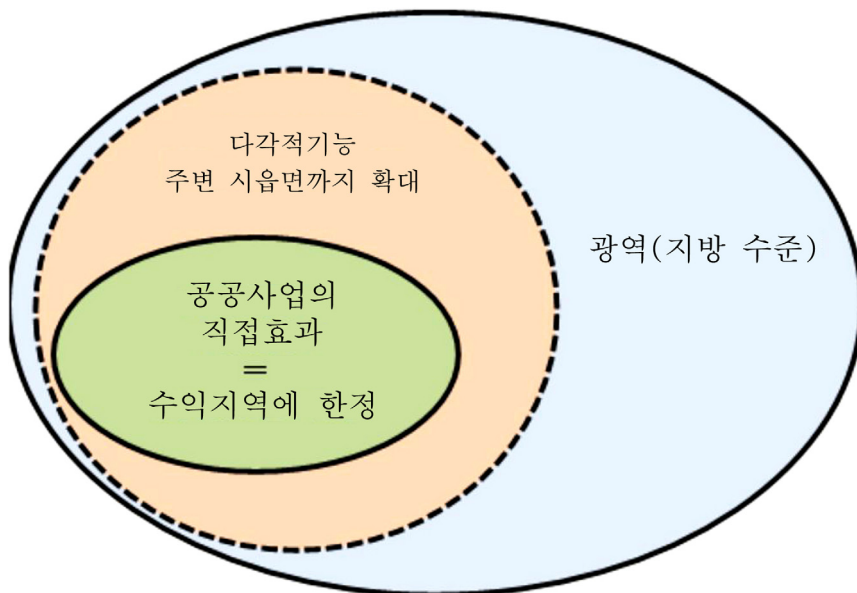 다각적기능
주변 시읍면까지 확대
광역(지방 수준)
공공사업의
직접효과
=
수익지역에 한정